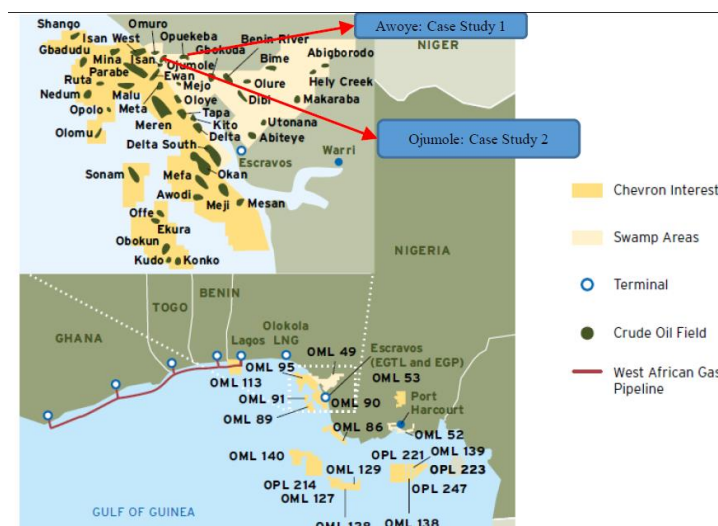 Awoye: Case Study 1
Ojumole: Case Study 2
Shango
Omuro
Isan West
Opuekeba
Benin River
Gbadudu
Gbokuda
Bime
Abigborodo
Mina
Isan
Ojumole
Parabe
Ewan
Hely Creek
Ruta
Mejo
Olure
Nedum
Malu
Oloye
Dibi
Makaraba
Opolo
Meta
Tapa
Utonana
Olomu
Meren
Kito
Delta
Abiteye
Delta South
Escravos
Warri
Sonam
Mefa
Okan
Awodi
Meji
Mesan
Offe
Ekura
Obokun
Kudo
Konko
NIGER
NIGERIA
BENIN
TOGO
GHANA
Lagos
Olokola
LNG
OML 49
Escravos
(EGTL and EGP)
OML 95
OML 53
OML 113
OML 91
OML 90
Port
Harcourt
OML 89
OML 86
OML 52
OPL 221
OML 139
OML 140
OML 129
OPL 223
OPL 214
OPL 247
OML 127
OML 128
OML 138
GULF OF GUINEA
Chevron Interest
Swamp Areas
Terminal
Crude Oil Field
West African Gas
Pipeline